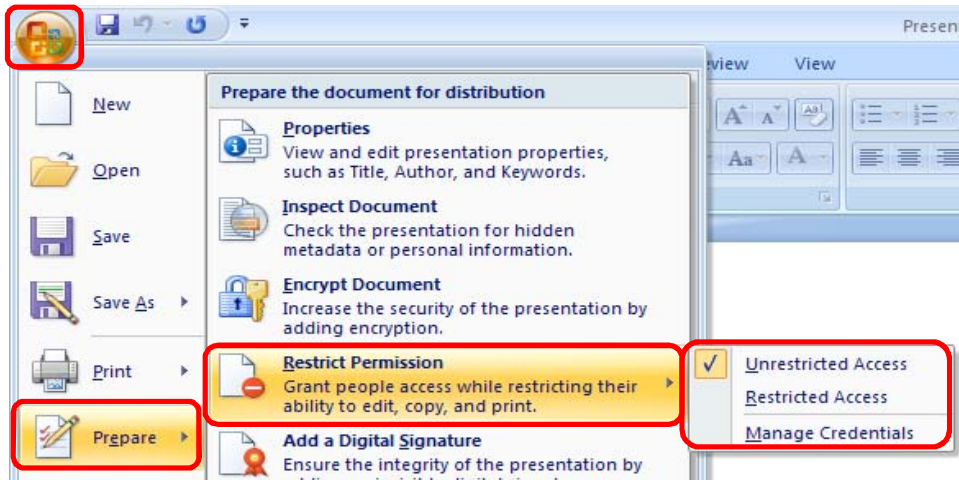 Presen
view View
New
Open
Save
Save As
Print
Prepare
Prepare the document for distribution
Properties
View and edit presentation properties,
such as Title, Author, and Keywords.
Inspect Document
Check the presentation for hidden
metadata or personal information.
Encrypt Document
Increase the security of the presentation by
adding encryption.
Restrict Permission
Grant people access while restricting their
ability to edit, copy, and print.
Add a Digital Signature
Ensure the integrity of the presentation by
Unrestricted Access
Restricted Access
Manage Credentials
A A
Aa A